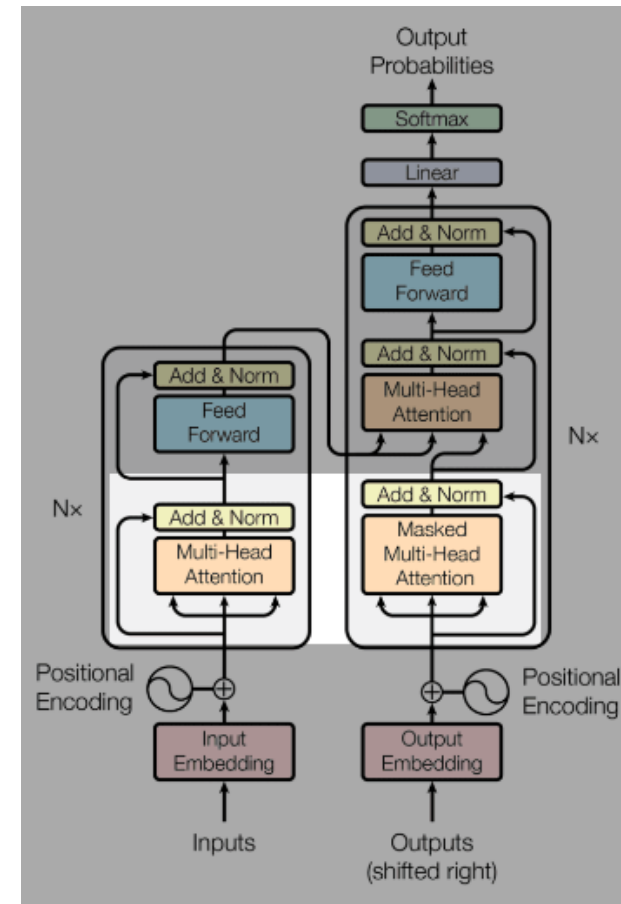 Output
Probabilities
Softmax
Linear
Add & Norm
Feed
Forward
Add & Norm
Multi-Head
Attention
Nx
Add & Norm
Masked
Multi-Head
Attention
Add & Norm
Feed
Forward
Nx
Add & Norm
Multi-Head
Attention
Positional
Encoding
Positional
Encoding
Input
Embedding
Output
Embedding
Inputs
Outputs
(shifted right)